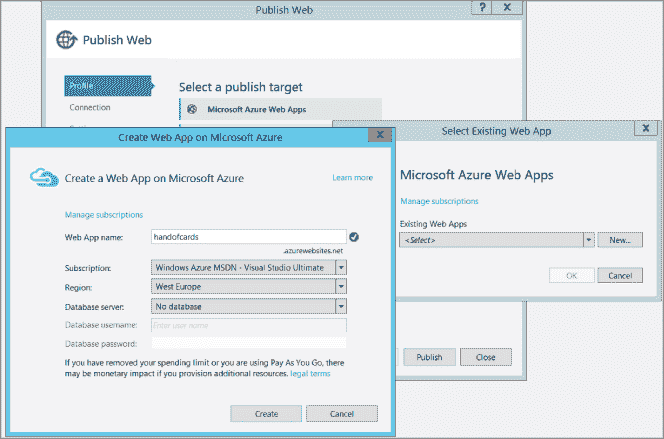 Publish Web
? X
Publish Web
Profile
Connection
Select a publish target
Microsoft Azure Web Apps
Create Web App on Microsoft Azure
X
Create a Web App on Microsoft Azure
Learn more
Manage subscriptions
Web App name:
handofcards
.azurewebsites.net
Subscription:
Windows Azure MSDN - Visual Studio Ultimate
Region:
West Europe
Database server:
No database
Database username:
Enter user name
Database password:
If you have removed your spending limit or you are using Pay As You Go, there
may be monetary impact if you provision additional resources. legal terms
Create
Cancel
Select Existing Web App
X
Microsoft Azure Web Apps
Manage subscriptions
Existing Web Apps
<Select>
New...
OK
Cancel
Publish
Close